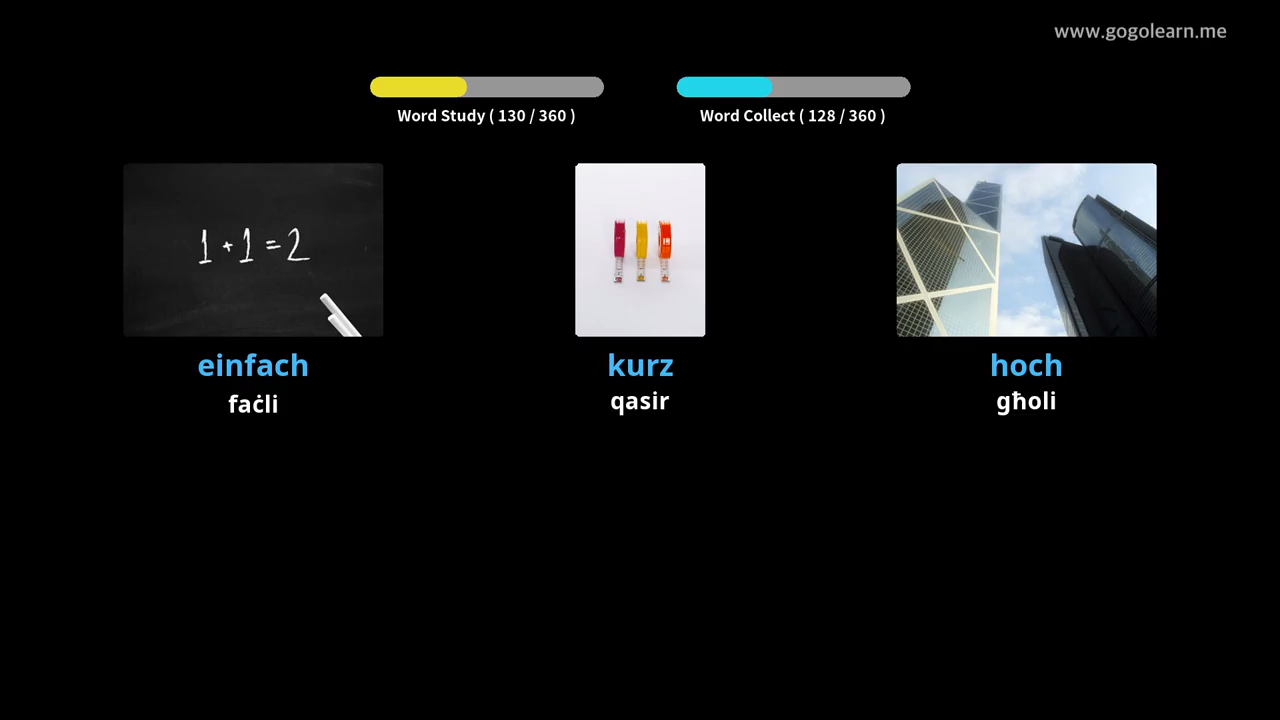 www.gogolearn.me
Word Study ( 130 / 360 )
Word Collect ( 128 / 360 )
1 + 1 = 2
einfach
faċli
kurz
qasir
hoch
għoli